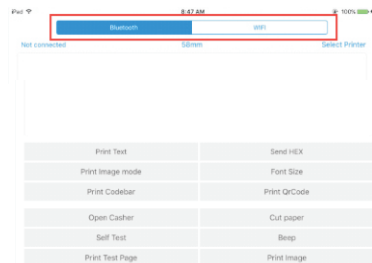 iPad 8:47 AM 100%
Bluetooth WIFI
Not connected 58mm Select Printer
Print Text Send HEX
Print Image mode Font Size
Print Codebar Print QrCode
Open Casher Cut paper
Self Test Beep
Print Test Page Print Image